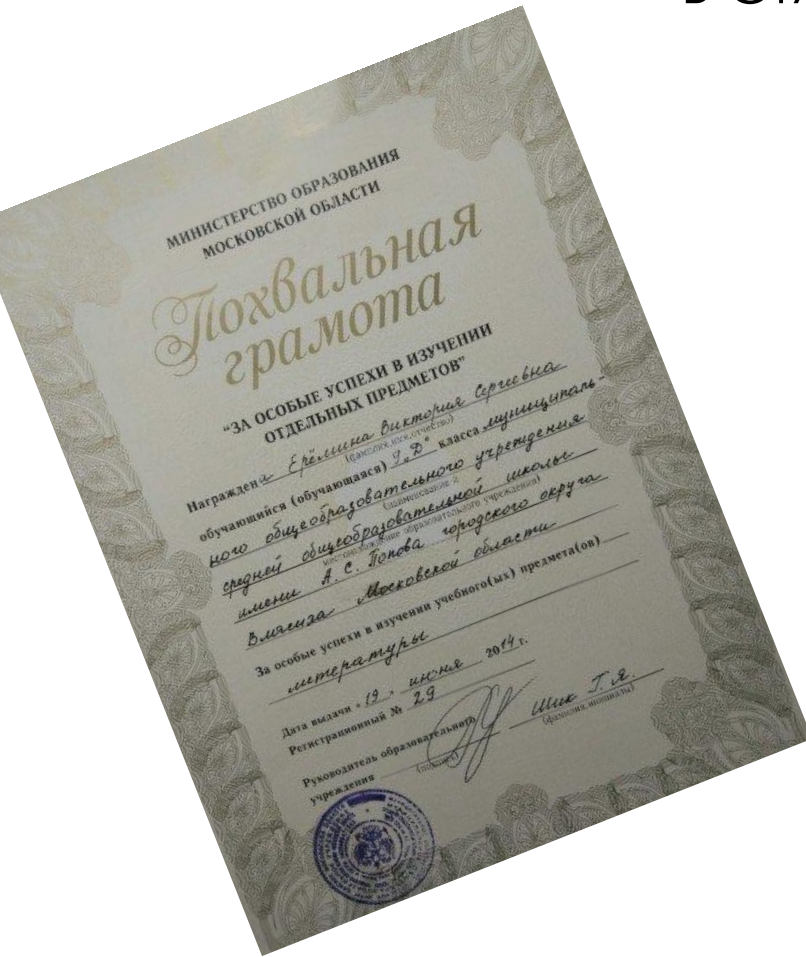 МИНИСТЕРСТВО ОБРАЗОВАНИЯ
МОСКОВСКОЙ ОБЛАСТИ
Похвальная
грамота
"ЗА ОСОБЫЕ УСПЕХИ В ИЗУЧЕНИИ
ОТДЕЛЬНЫХ ПРЕДМЕТОВ"
Награждена Ерёмина Виктория Сергеевна
(фамилия, имя, отчество)
обучающийся (обучающаяся) 9 „Д" класса муниципаль-
ного общеобразовательного учреждения
(наименование и
средней общеобразовательной школы
местонахождение образовательного учреждения)
имени А. С. Попова городского округа
Власиха Московской области
За особые успехи в изучении учебного(ых) предмета(ов)
литературы
Дата выдачи " 19 " июня 2014 г.
Регистрационный № 29
Руководитель образовательного
учреждения
Шик Т. Я.
(подпись)
(фамилия, инициалы)